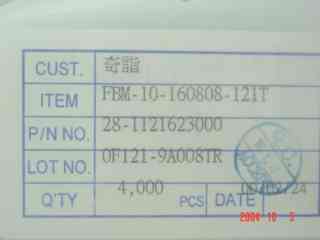 CUST. 奇諧
ITEM FBM-10-160808-121T
P/N NO. 28-1121623000
LOT NO. 0F121-9A008TR
Q'TY 4,000 PCS DATE
2004 10 3